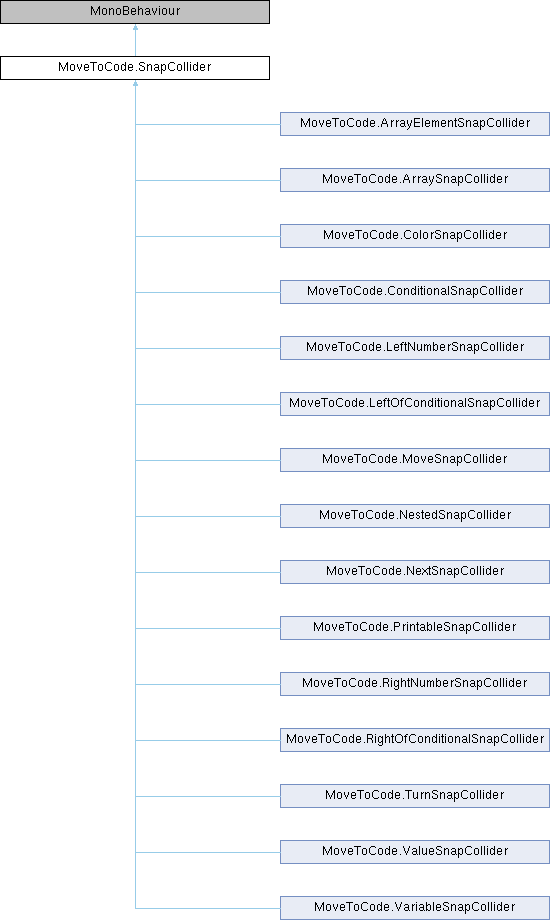 MonoBehaviour
MoveToCode.SnapCollider
MoveToCode.ArrayElementSnapCollider
MoveToCode.ArraySnapCollider
MoveToCode.ColorSnapCollider
MoveToCode.ConditionalSnapCollider
MoveToCode.LeftNumberSnapCollider
MoveToCode.LeftOfConditionalSnapCollider
MoveToCode.MoveSnapCollider
MoveToCode.NestedSnapCollider
MoveToCode.NextSnapCollider
MoveToCode.PrintableSnapCollider
MoveToCode.RightNumberSnapCollider
MoveToCode.RightOfConditionalSnapCollider
MoveToCode.TurnSnapCollider
MoveToCode.ValueSnapCollider
MoveToCode.VariableSnapCollider